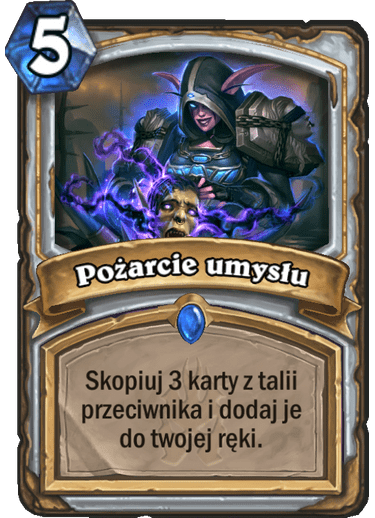 5
Pożarcie umysłu
Skopiuj 3 karty z talii
przeciwnika i dodaj je
do twojej ręki.